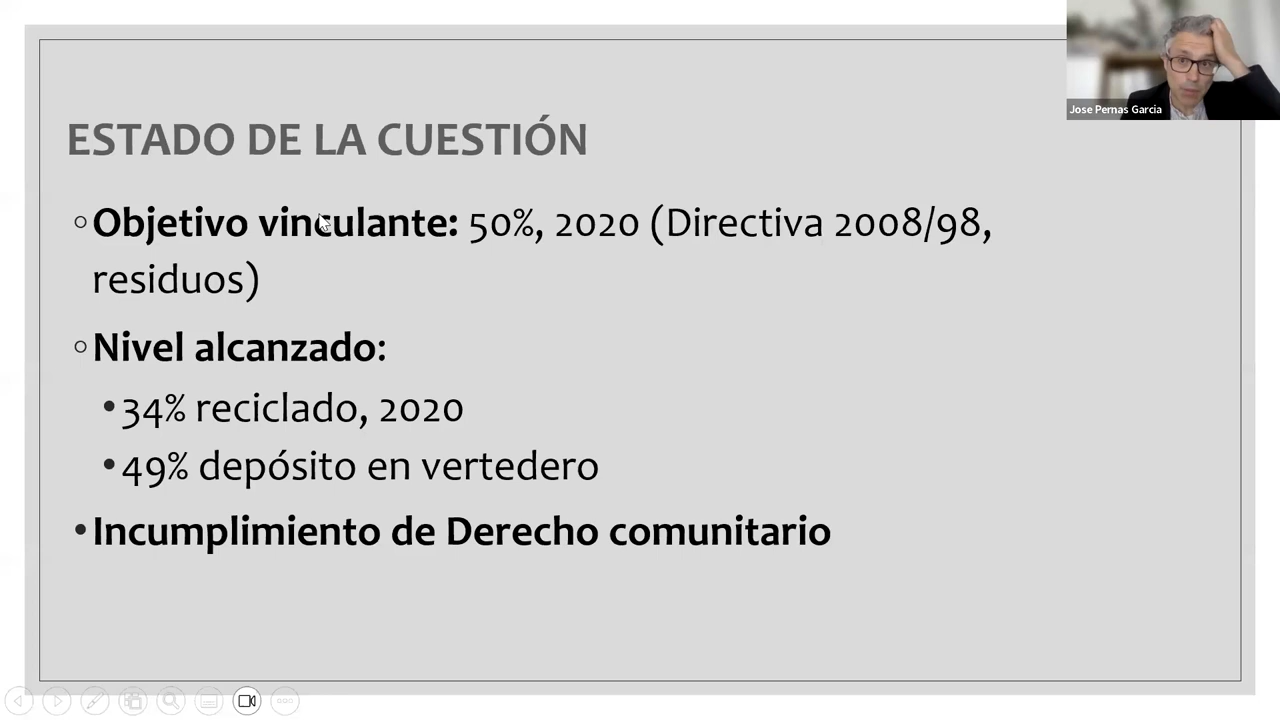 Jose Pernas Garcia
ESTADO DE LA CUESTIÓN
Objetivo vinculante: 50%, 2020 (Directiva 2008/98,
residuos)
Nivel alcanzado:
34% reciclado, 2020
49% depósito en vertedero
Incumplimiento de Derecho comunitario